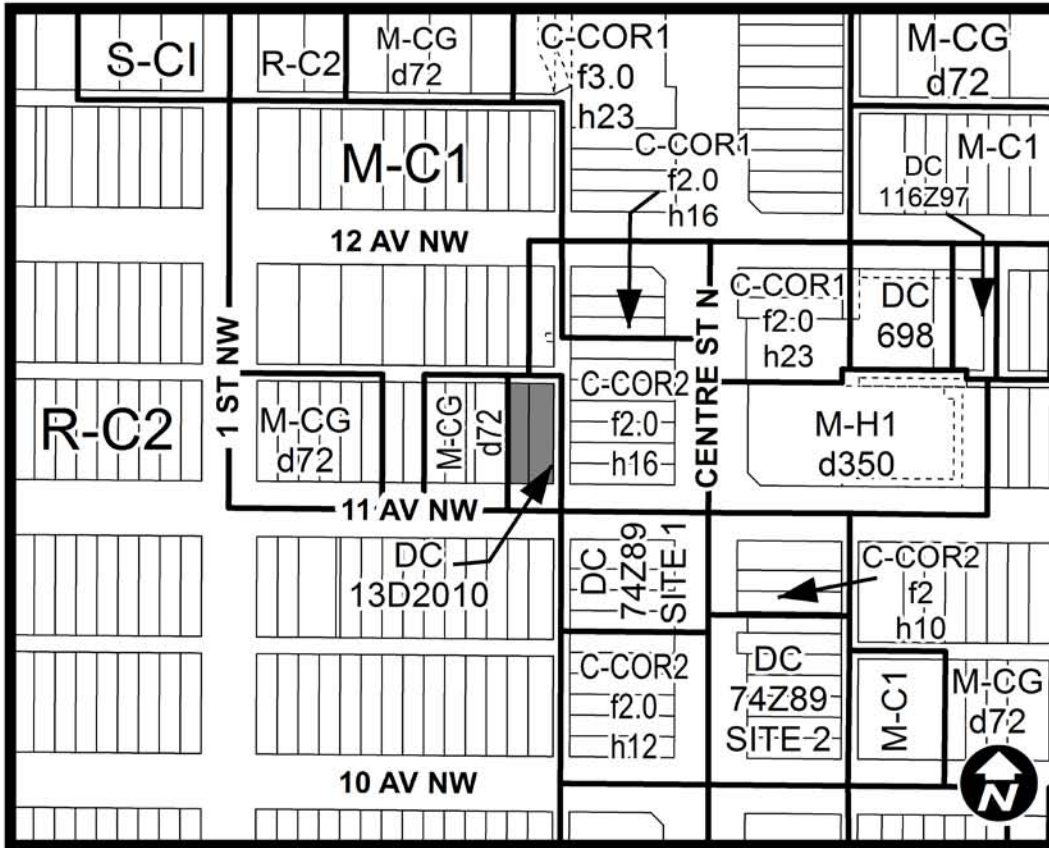 S-CI
R-C2
M-CG
d72
C-COR1
f3.0
h23
M-CG
d72
M-C1
C-COR1
f2.0
h16
DC
116Z97
M-C1
12 AV NW
1 ST NW
CENTRE ST N
C-COR1
f2.0
h23
DC
698
R-C2
M-CG
d72
M-CG
d72
C-COR2
f2.0
h16
M-H1
d350
11 AV NW
DC
13D2010
DC
74Z89
SITE 1
C-COR2
f2
h10
C-COR2
f2.0
h12
DC
74Z89
SITE 2
M-C1
M-CG
d72
10 AV NW
N